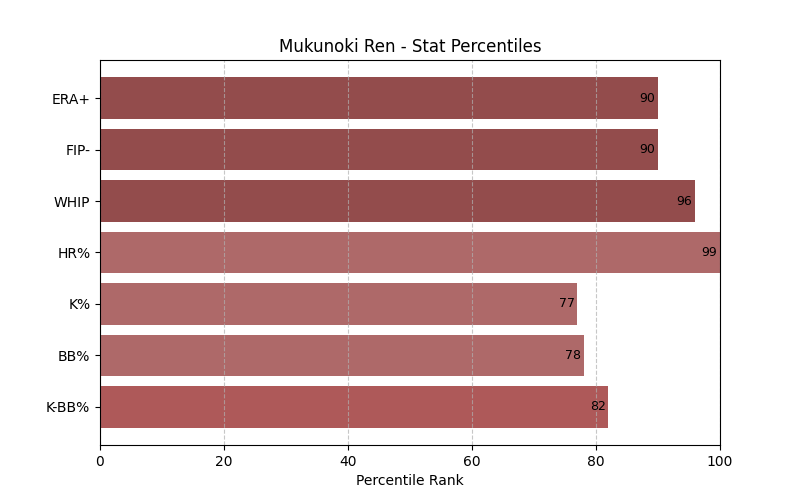 Mukunoki Ren - Stat Percentiles
ERA+ 90
FIP- 90
WHIP 96
HR% 99
K% 77
BB% 78
K-BB% 82
0 20 40 60 80 100
Percentile Rank